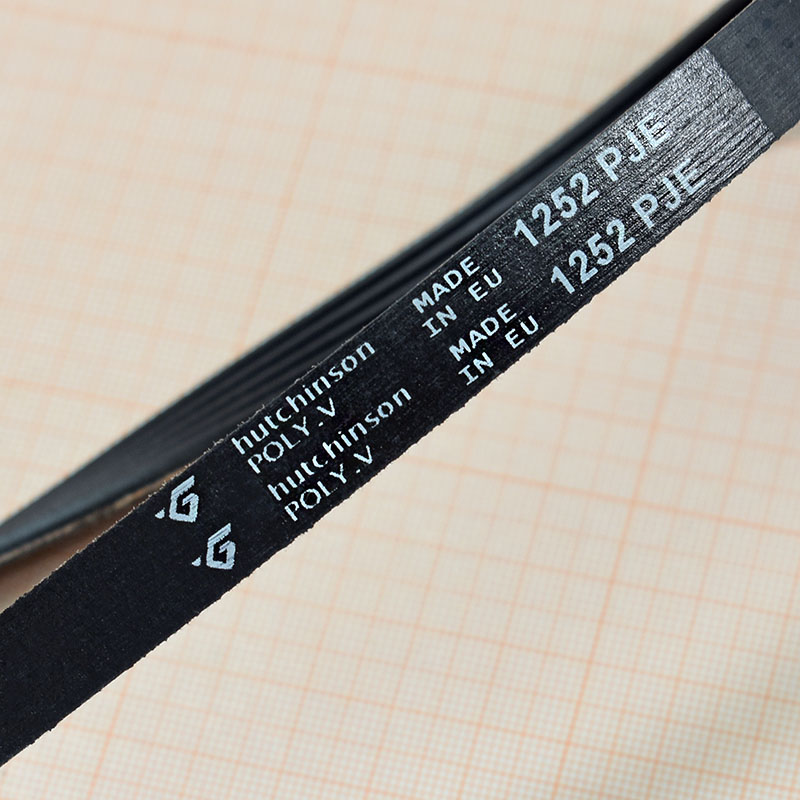 1252 PJE
1252 PJE
MADE
IN EU
MADE
IN EU
hutchinson
POLY.V
hutchinson
POLY.V